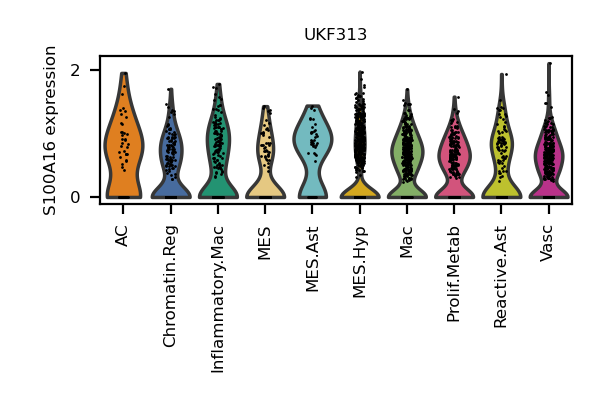 UKF313
S100A16 expression
2
0
AC
Chromatin.Reg
Inflammatory.Mac
MES
MES.Ast
MES.Hyp
Mac
Prolif.Metab
Reactive.Ast
Vasc